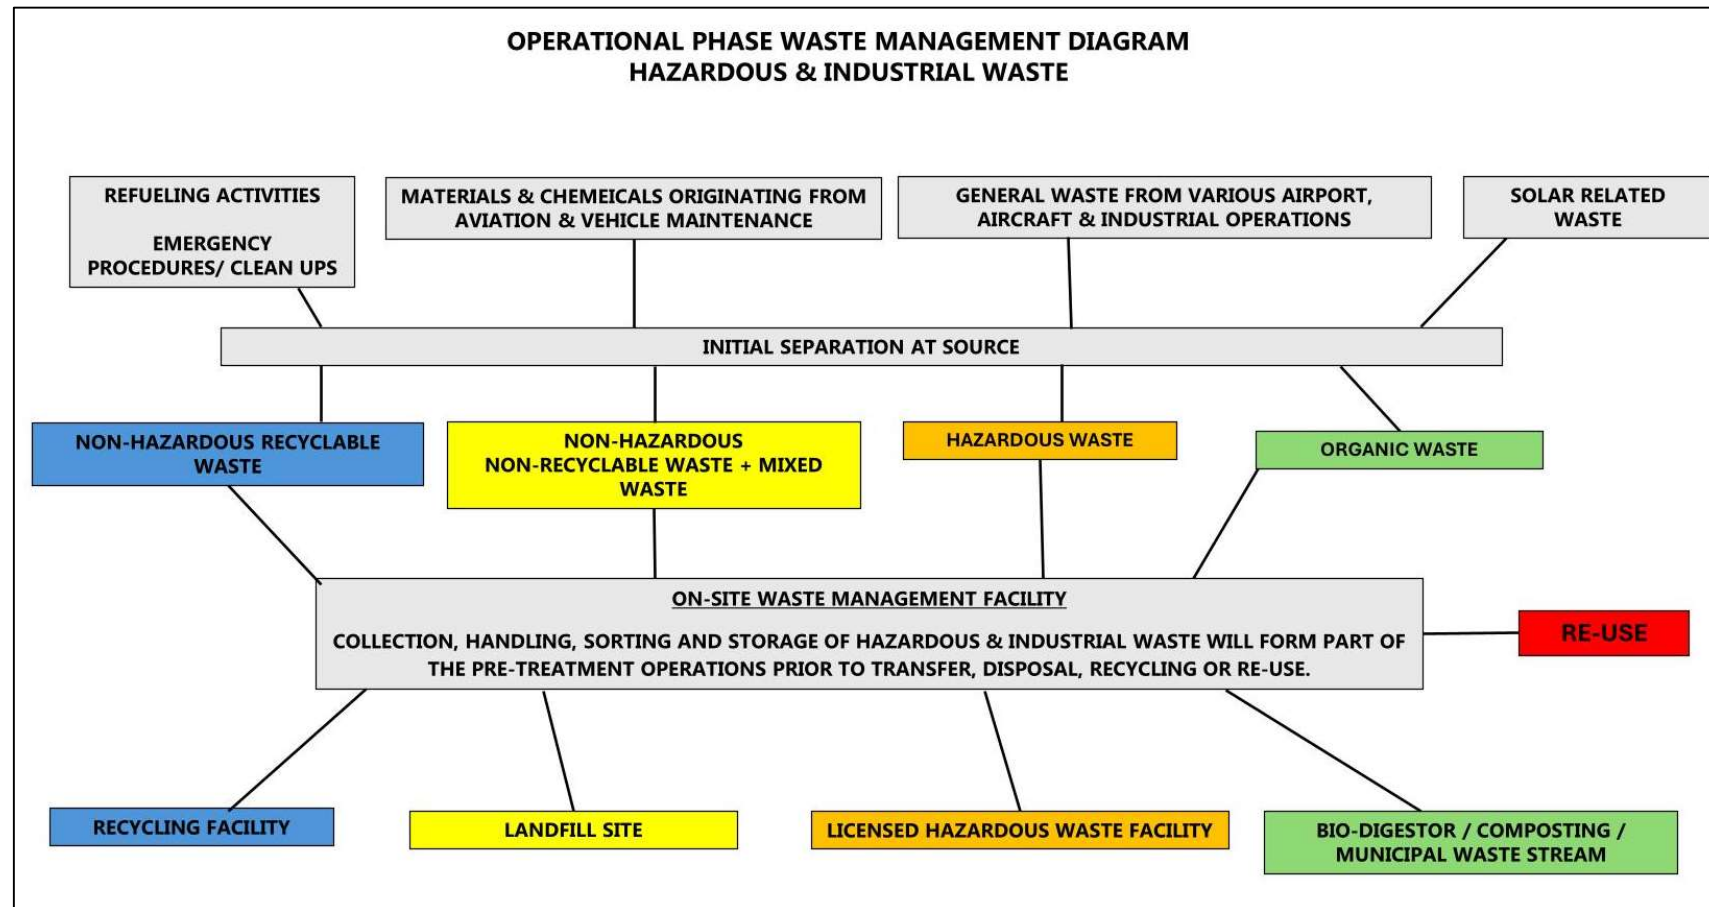 OPERATIONAL PHASE WASTE MANAGEMENT DIAGRAM
HAZARDOUS & INDUSTRIAL WASTE
REFUELING ACTIVITIES
EMERGENCY
PROCEDURES/ CLEAN UPS
MATERIALS & CHEMEICALS ORIGINATING FROM
AVIATION & VEHICLE MAINTENANCE
GENERAL WASTE FROM VARIOUS AIRPORT,
AIRCRAFT & INDUSTRIAL OPERATIONS
SOLAR RELATED
WASTE
INITIAL SEPARATION AT SOURCE
NON-HAZARDOUS RECYCLABLE
WASTE
NON-HAZARDOUS
NON-RECYCLABLE WASTE + MIXED
WASTE
HAZARDOUS WASTE
ORGANIC WASTE
ON-SITE WASTE MANAGEMENT FACILITY
COLLECTION, HANDLING, SORTING AND STORAGE OF HAZARDOUS & INDUSTRIAL WASTE WILL FORM PART OF
THE PRE-TREATMENT OPERATIONS PRIOR TO TRANSFER, DISPOSAL, RECYCLING OR RE-USE.
RE-USE
RECYCLING FACILITY
LANDFILL SITE
LICENSED HAZARDOUS WASTE FACILITY
BIO-DIGESTOR / COMPOSTING /
MUNICIPAL WASTE STREAM